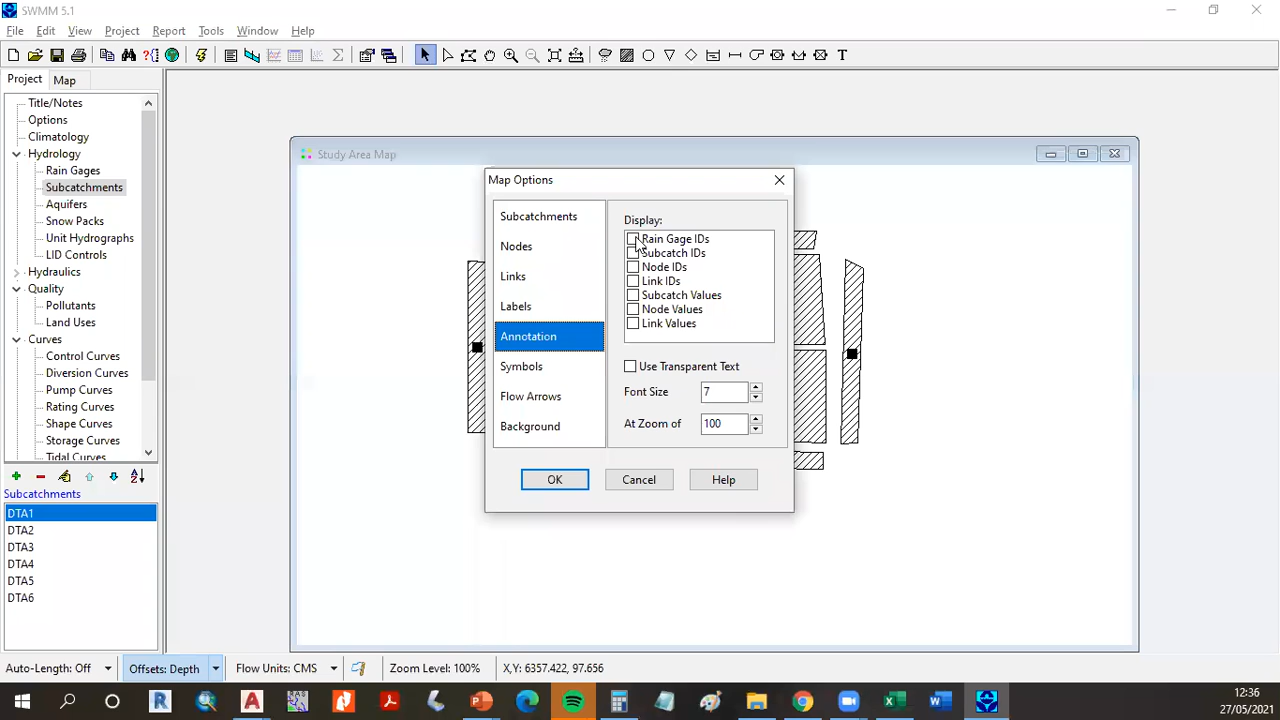 SWMM 5.1
File Edit View Project Report Tools Window Help
Project Map
Title/Notes
Options
Climatology
Hydrology
Rain Gages
Subcatchments
Aquifers
Snow Packs
Unit Hydrographs
LID Controls
Hydraulics
Quality
Pollutants
Land Uses
Curves
Control Curves
Diversion Curves
Pump Curves
Rating Curves
Shape Curves
Storage Curves
Tidal Curves
Subcatchments
DTA1
DTA2
DTA3
DTA4
DTA5
DTA6
Study Area Map
Map Options
Subcatchments
Nodes
Links
Labels
Annotation
Symbols
Flow Arrows
Background
Display:
Rain Gage IDs
Subcatch IDs
Node IDs
Link IDs
Subcatch Values
Node Values
Link Values
Use Transparent Text
Font Size 7
At Zoom of 100
OK Cancel Help
Auto-Length: Off Offsets: Depth Flow Units: CMS Zoom Level: 100% X,Y: 6357.422, 97.656
12:36
27/05/2021